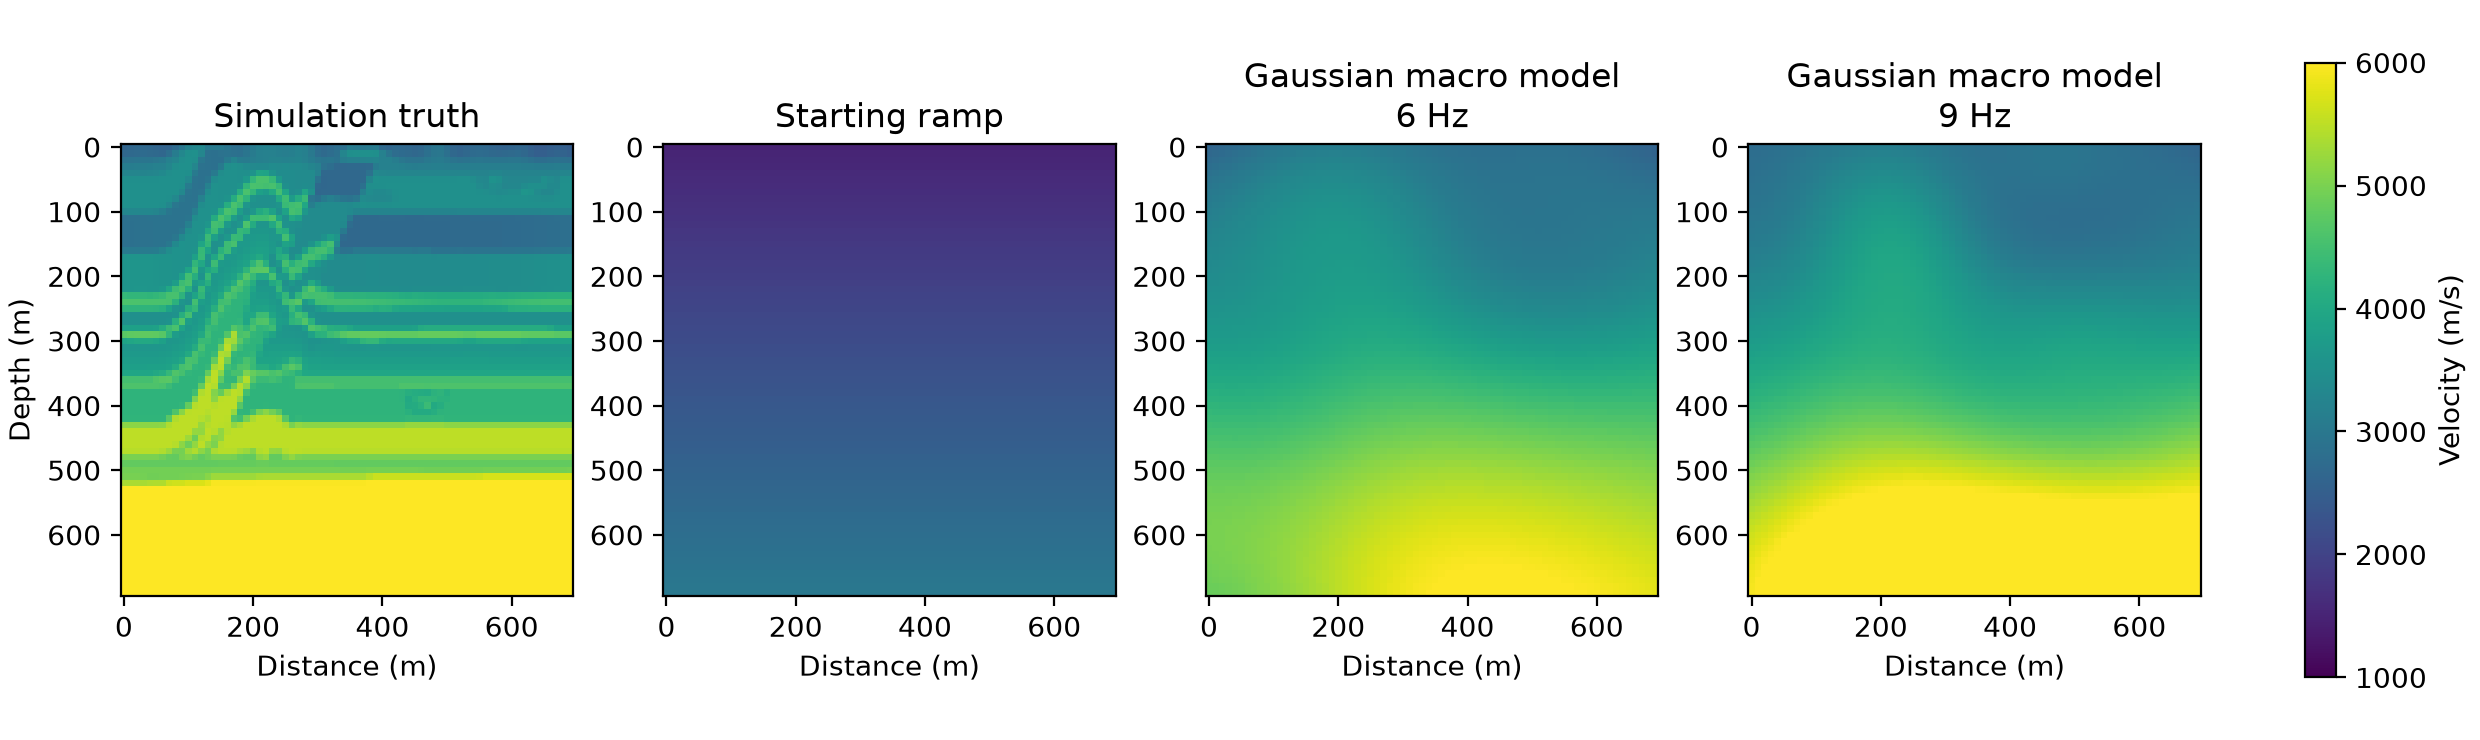 Simulation truth
Starting ramp
Gaussian macro model
6 Hz
Gaussian macro model
9 Hz
Depth (m)
0
100
200
300
400
500
600
0 200 400 600
Distance (m)
0
100
200
300
400
500
600
0 200 400 600
Distance (m)
0
100
200
300
400
500
600
0 200 400 600
Distance (m)
0
100
200
300
400
500
600
0 200 400 600
Distance (m)
6000
5000
4000
3000
2000
1000
Velocity (m/s)